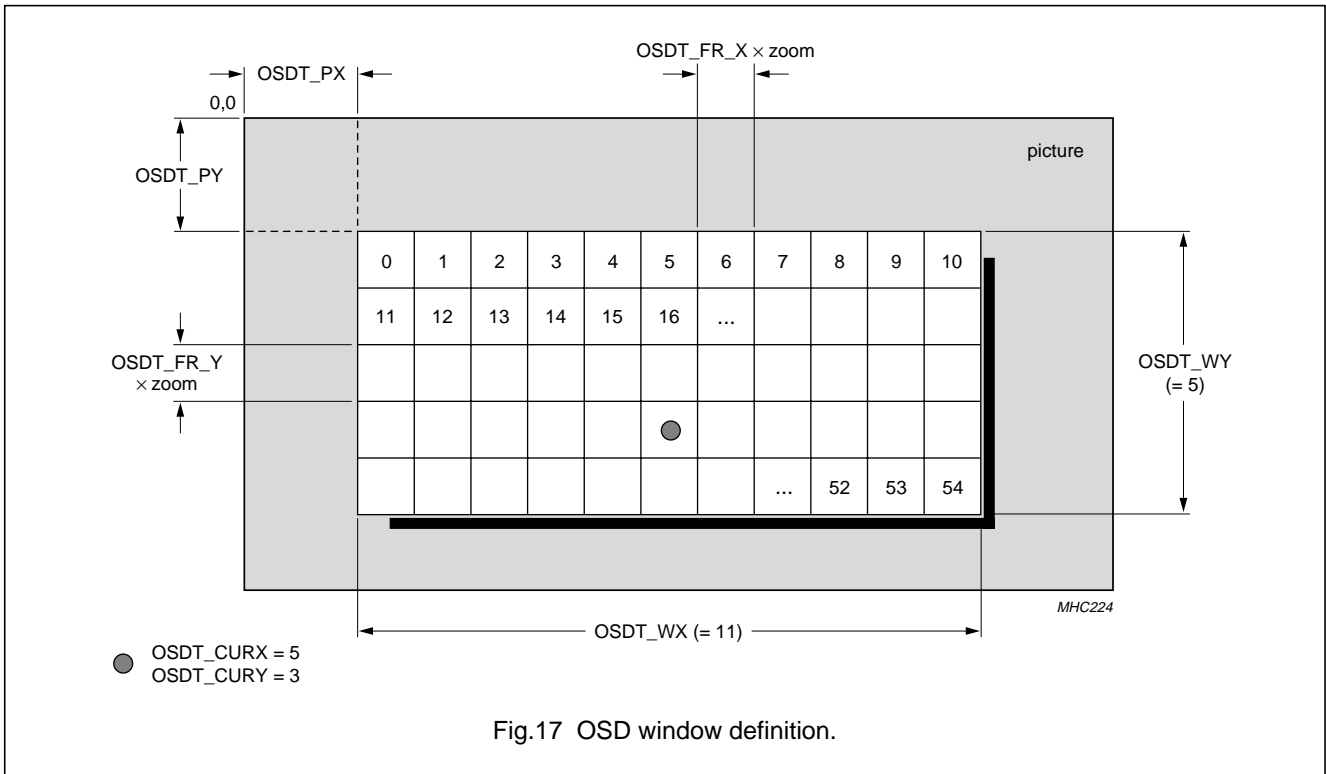 OSDT_FR_X × zoom
OSDT_PX
0,0
picture
OSDT_PY
0 1 2 3 4 5 6 7 8 9 10
11 12 13 14 15 16 ...
OSDT_FR_Y
× zoom
OSDT_WY
(= 5)
... 52 53 54
MHC224
OSDT_WX (= 11)
OSDT_CURX = 5
OSDT_CURY = 3
Fig.17 OSD window definition.